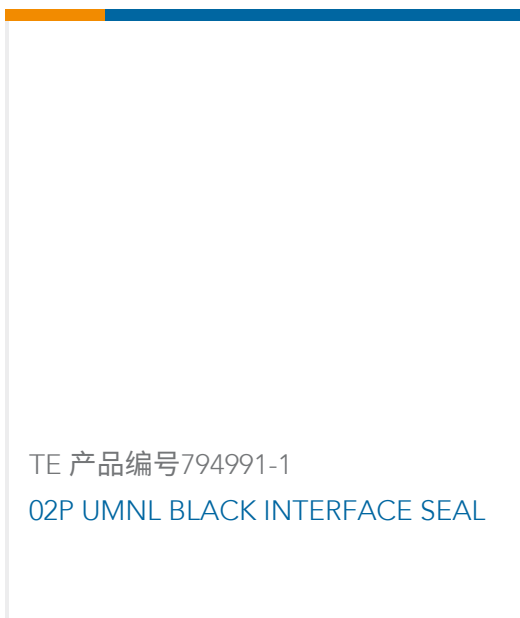 TE 产品编号794991-1
02P UMNL BLACK INTERFACE SEAL